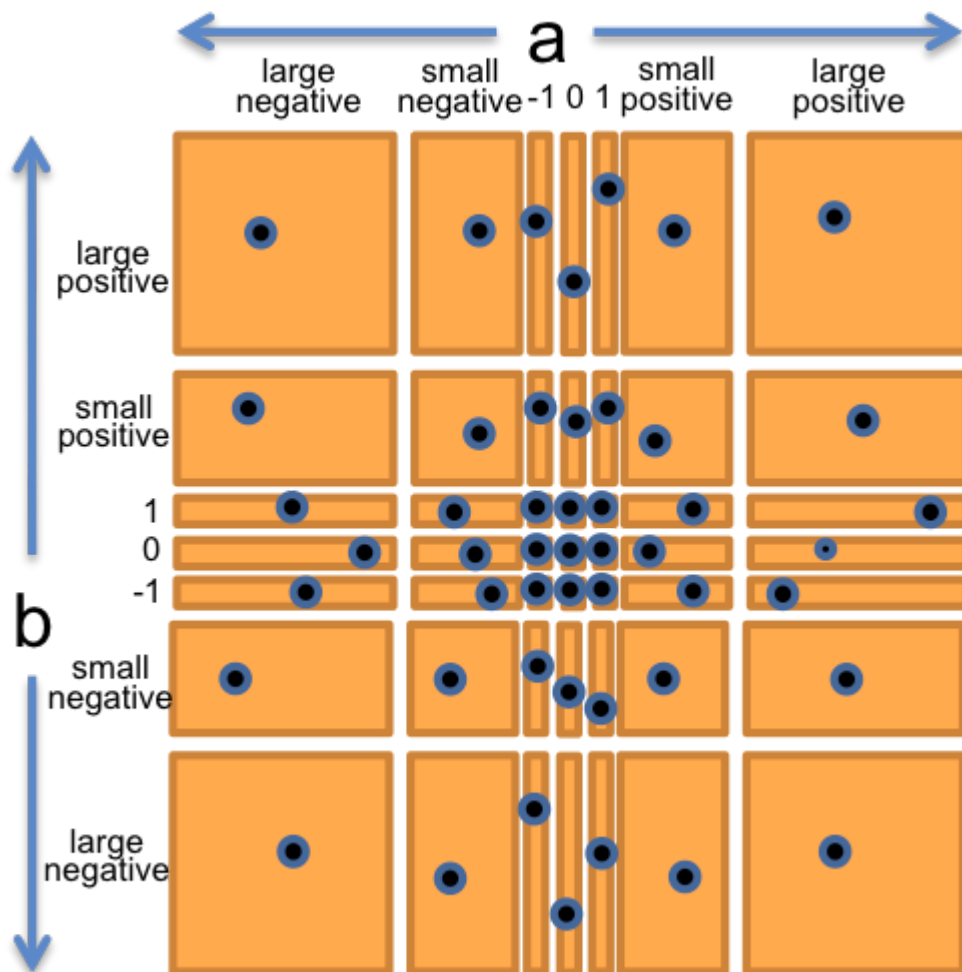 a
large small small large
negative negative -1 0 1 positive positive
large
positive
small
positive
1
0
-1
b
small
negative
large
negative